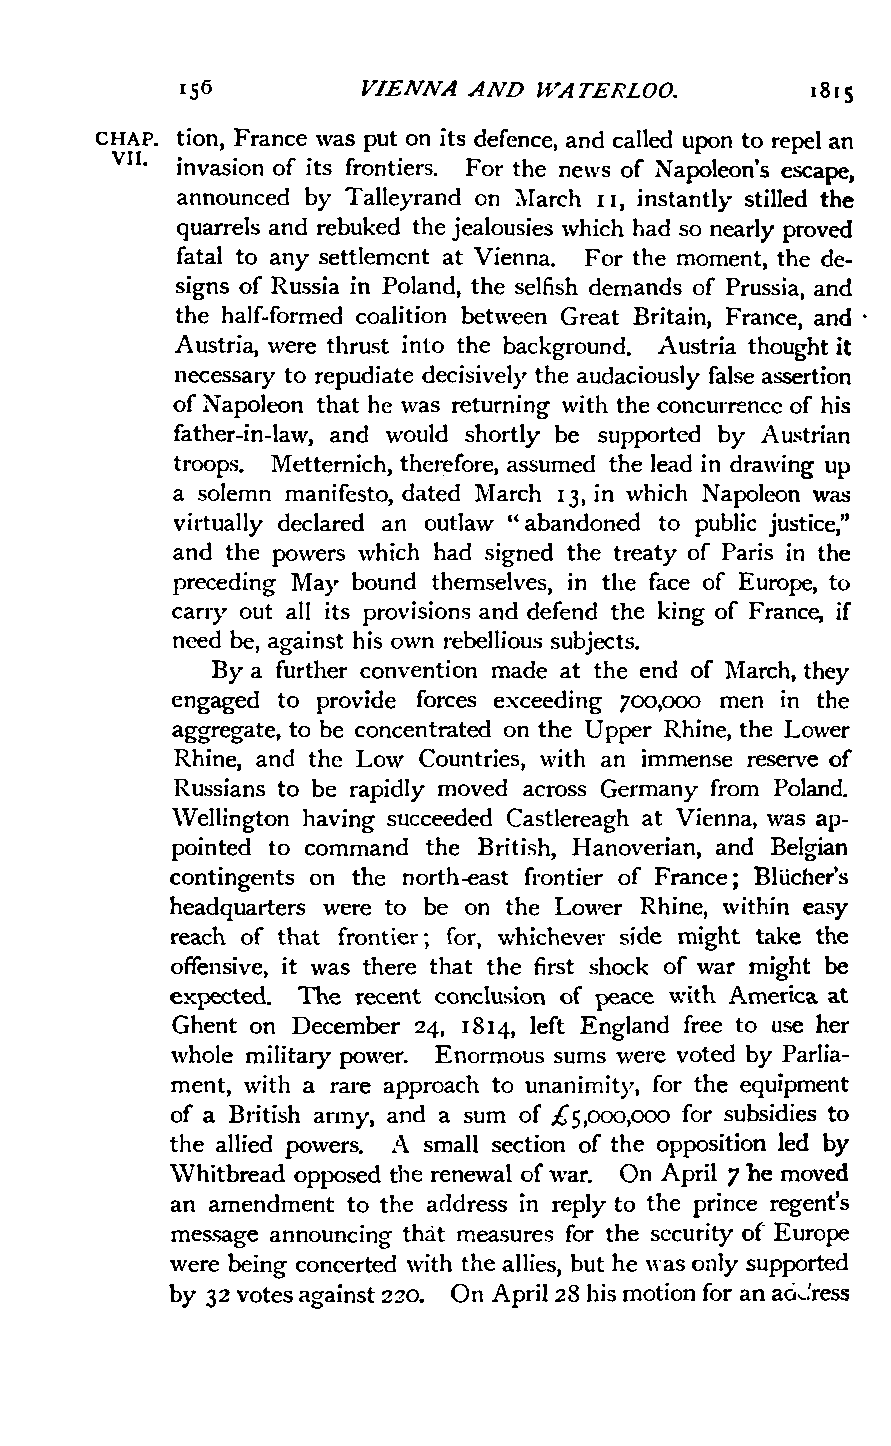 156 VIENNA AND WATERLOO. 1815
CHAP. VII.
tion, France was put on its defence, and called upon to repel an
invasion of its frontiers. For the news of Napoleon's escape,
announced by Talleyrand on March 11, instantly stilled the
quarrels and rebuked the jealousies which had so nearly proved
fatal to any settlement at Vienna. For the moment, the de-
signs of Russia in Poland, the selfish demands of Prussia, and
the half-formed coalition between Great Britain, France, and
Austria, were thrust into the background. Austria thought it
necessary to repudiate decisively the audaciously false assertion
of Napoleon that he was returning with the concurrence of his
father-in-law, and would shortly be supported by Austrian
troops. Metternich, therefore, assumed the lead in drawing up
a solemn manifesto, dated March 13, in which Napoleon was
virtually declared an outlaw "abandoned to public justice,"
and the powers which had signed the treaty of Paris in the
preceding May bound themselves, in the face of Europe, to
carry out all its provisions and defend the king of France, if
need be, against his own rebellious subjects.
By a further convention made at the end of March, they
engaged to provide forces exceeding 700,000 men in the
aggregate, to be concentrated on the Upper Rhine, the Lower
Rhine, and the Low Countries, with an immense reserve of
Russians to be rapidly moved across Germany from Poland.
Wellington having succeeded Castlereagh at Vienna, was ap-
pointed to command the British, Hanoverian, and Belgian
contingents on the north-east frontier of France; Blücher's
headquarters were to be on the Lower Rhine, within easy
reach of that frontier; for, whichever side might take the
offensive, it was there that the first shock of war might be
expected. The recent conclusion of peace with America at
Ghent on December 24, 1814, left England free to use her
whole military power. Enormous sums were voted by Parlia-
ment, with a rare approach to unanimity, for the equipment
of a British army, and a sum of £5,000,000 for subsidies to
the allied powers. A small section of the opposition led by
Whitbread opposed the renewal of war. On April 7 he moved
an amendment to the address in reply to the prince regent's
message announcing that measures for the security of Europe
were being concerted with the allies, but he was only supported
by 32 votes against 220. On April 28 his motion for an address